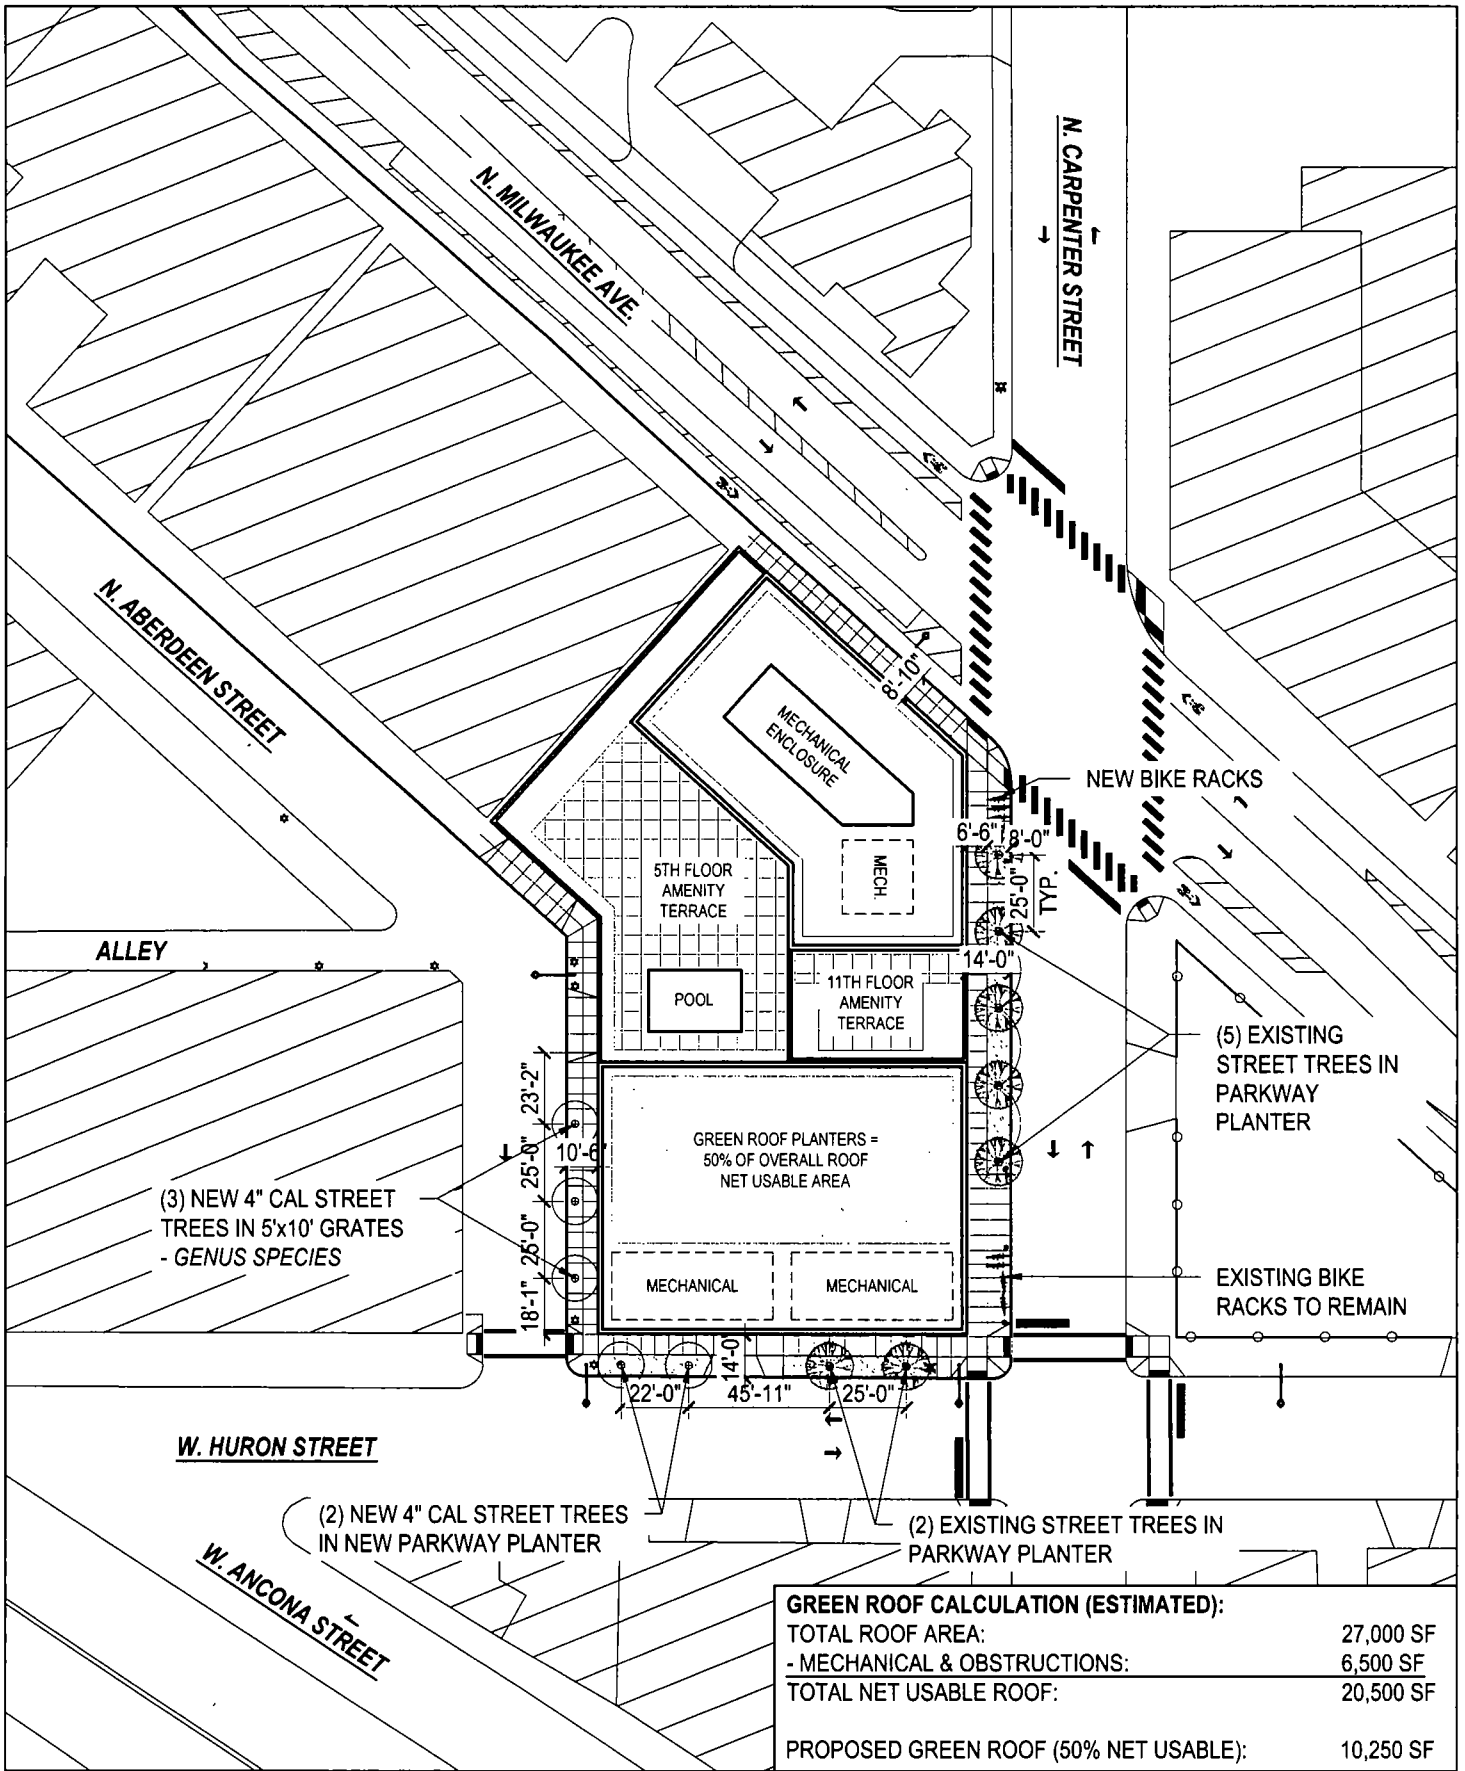 N. CARPENTER STREET
N. MILWAUKEE AVE.
N. ABERDEEN STREET
8'-10"
MECHANICAL
ENCLOSURE
NEW BIKE RACKS
6'-6"
8'-0"
MECH.
25'-0"
TYP.
5TH FLOOR
AMENITY
TERRACE
ALLEY
14'-0"
11TH FLOOR
AMENITY
TERRACE
POOL
(5) EXISTING
STREET TREES IN
PARKWAY
PLANTER
23'-2"
25'-0"
10'-6"
25'-0"
18'-1"
GREEN ROOF PLANTERS =
50% OF OVERALL ROOF
NET USABLE AREA
(3) NEW 4" CAL STREET
TREES IN 5'x10' GRATES
- GENUS SPECIES
MECHANICAL
MECHANICAL
EXISTING BIKE
RACKS TO REMAIN
14'-0"
22'-0"
45'-11"
25'-0"
W. HURON STREET
(2) NEW 4" CAL STREET TREES
IN NEW PARKWAY PLANTER
(2) EXISTING STREET TREES IN
PARKWAY PLANTER
W. ANCONA STREET
GREEN ROOF CALCULATION (ESTIMATED):
TOTAL ROOF AREA: 27,000 SF
- MECHANICAL & OBSTRUCTIONS: 6,500 SF
TOTAL NET USABLE ROOF: 20,500 SF
PROPOSED GREEN ROOF (50% NET USABLE): 10,250 SF